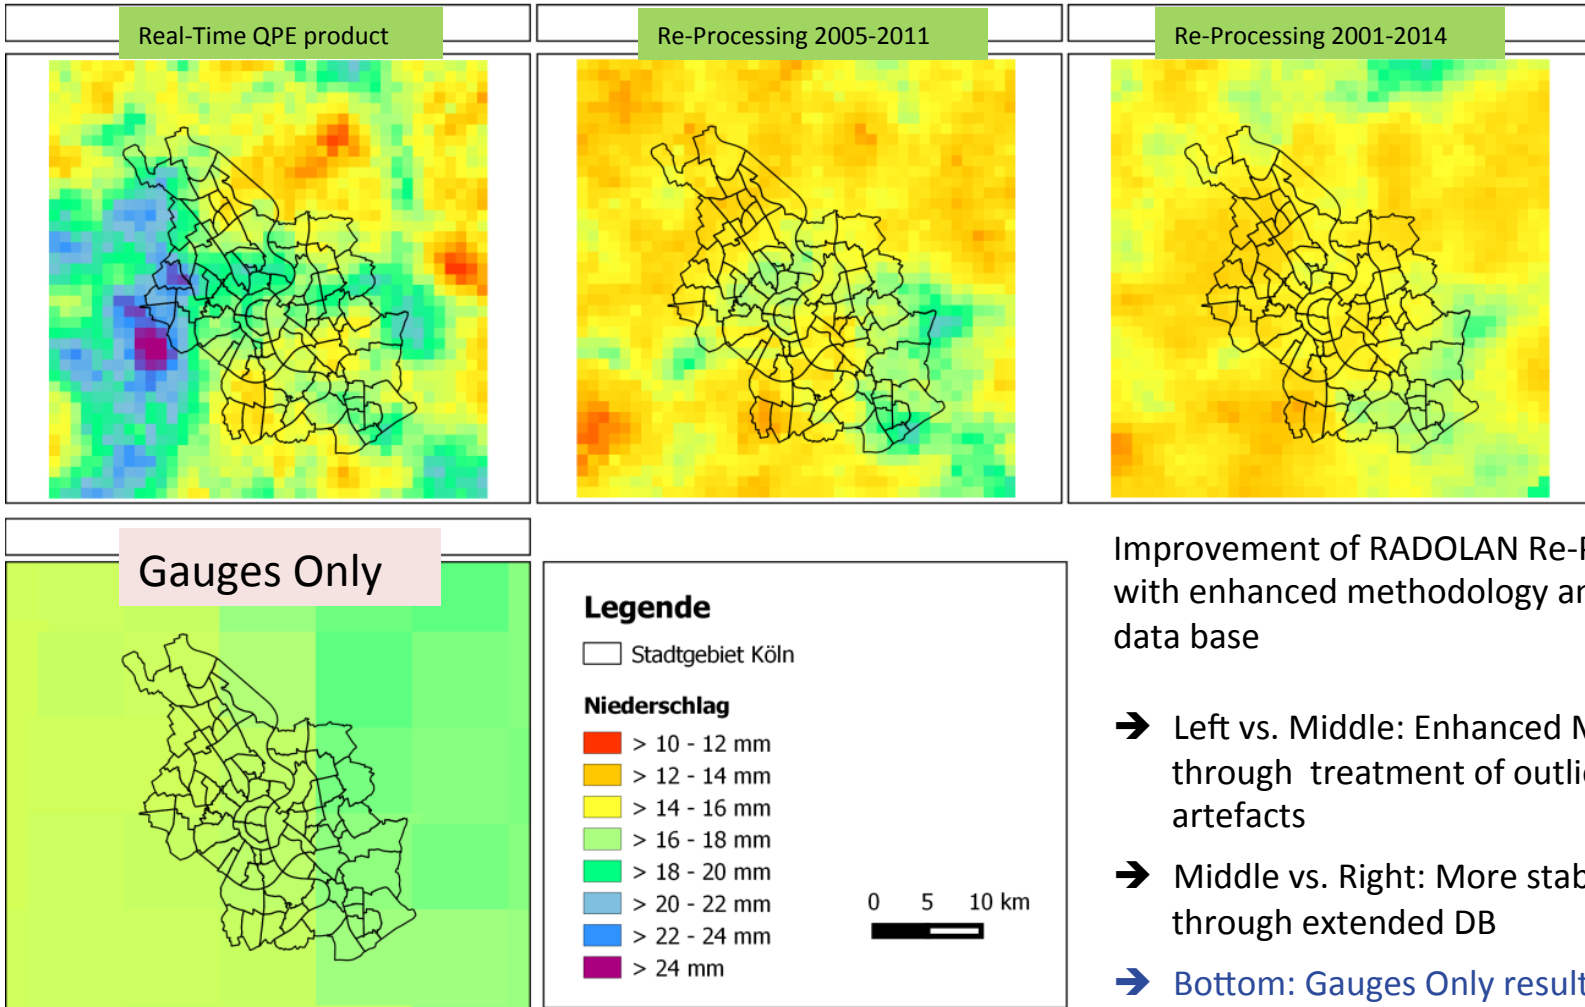 Real-Time QPE product
Re-Processing 2005-2011
Re-Processing 2001-2014
Gauges Only
Legende
Stadtgebiet Köln
Niederschlag
> 10 - 12 mm
> 12 - 14 mm
> 14 - 16 mm
> 16 - 18 mm
> 18 - 20 mm
> 20 - 22 mm
> 22 - 24 mm
> 24 mm
0 5 10 km
Improvement of RADOLAN
with enhanced methodology
data base
➔ Left vs. Middle: Enhanced
through treatment of
artefacts
➔ Middle vs. Right: More
through extended DB
➔ Bottom: Gauges Only result